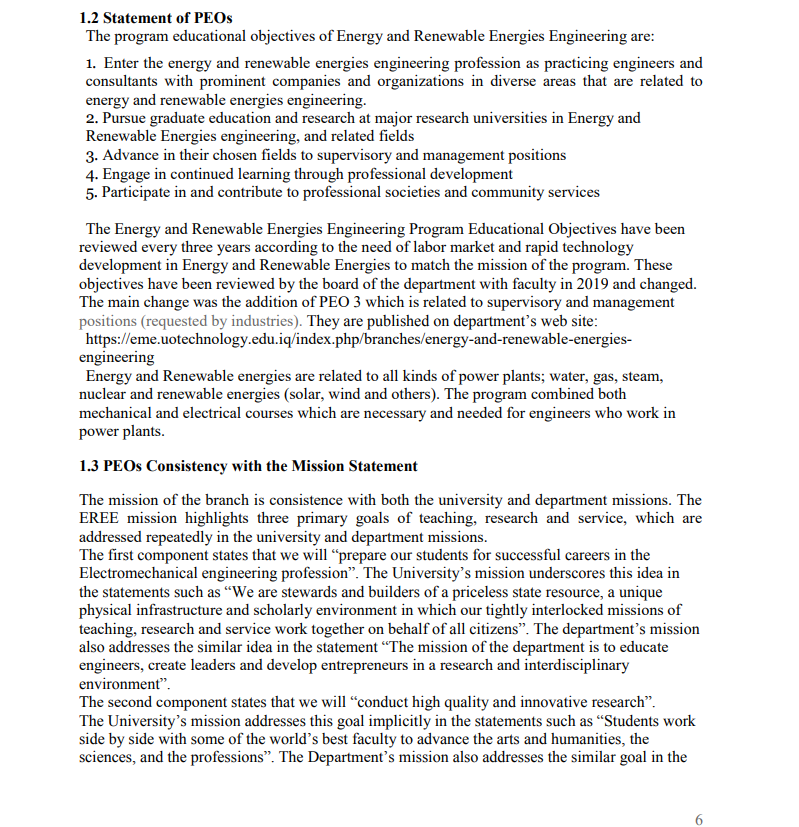 1.2 Statement of PEOs
The program educational objectives of Energy and Renewable Energies Engineering are:
1. Enter the energy and renewable energies engineering profession as practicing engineers and
consultants with prominent companies and organizations in diverse areas that are related to
energy and renewable energies engineering.
2. Pursue graduate education and research at major research universities in Energy and
Renewable Energies engineering, and related fields
3. Advance in their chosen fields to supervisory and management positions
4. Engage in continued learning through professional development
5. Participate in and contribute to professional societies and community services
The Energy and Renewable Energies Engineering Program Educational Objectives have been
reviewed every three years according to the need of labor market and rapid technology
development in Energy and Renewable Energies to match the mission of the program. These
objectives have been reviewed by the board of the department with faculty in 2019 and changed.
The main change was the addition of PEO 3 which is related to supervisory and management
positions (requested by industries). They are published on department’s web site:
https://eme.uotechnology.edu.iq/index.php/branches/energy-and-renewable-energies-
engineering
Energy and Renewable energies are related to all kinds of power plants; water, gas, steam,
nuclear and renewable energies (solar, wind and others). The program combined both
mechanical and electrical courses which are necessary and needed for engineers who work in
power plants.
1.3 PEOs Consistency with the Mission Statement
The mission of the branch is consistence with both the university and department missions. The
EREE mission highlights three primary goals of teaching, research and service, which are
addressed repeatedly in the university and department missions.
The first component states that we will “prepare our students for successful careers in the
Electromechanical engineering profession”. The University’s mission underscores this idea in
the statements such as “We are stewards and builders of a priceless state resource, a unique
physical infrastructure and scholarly environment in which our tightly interlocked missions of
teaching, research and service work together on behalf of all citizens”. The department’s mission
also addresses the similar idea in the statement “The mission of the department is to educate
engineers, create leaders and develop entrepreneurs in a research and interdisciplinary
environment”.
The second component states that we will “conduct high quality and innovative research”.
The University’s mission addresses this goal implicitly in the statements such as “Students work
side by side with some of the world’s best faculty to advance the arts and humanities, the
sciences, and the professions”. The Department’s mission also addresses the similar goal in the
6